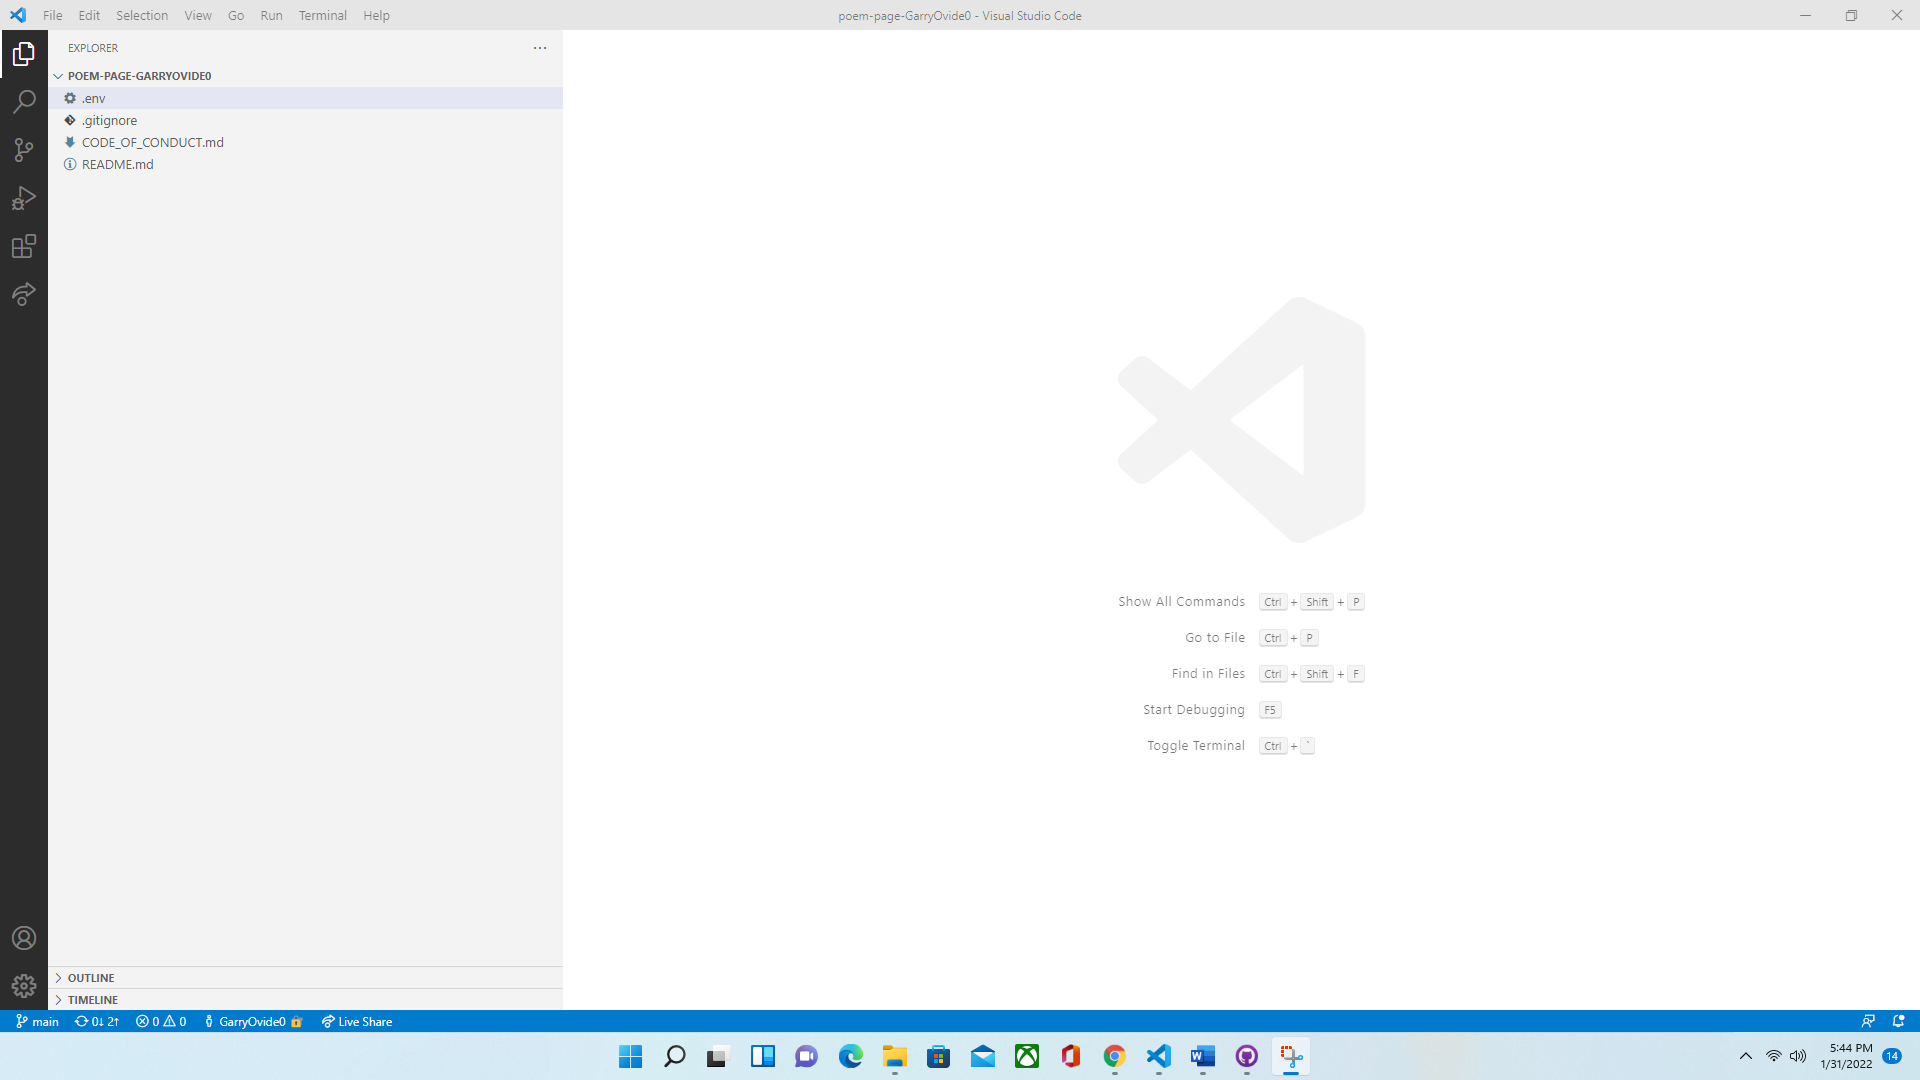 File Edit Selection View Go Run Terminal Help
poem-page-GarryOvide0 - Visual Studio Code
EXPLORER
POEM-PAGE-GARRYOVIDE0
.env
.gitignore
CODE_OF_CONDUCT.md
README.md
Show All Commands Ctrl + Shift + P
Go to File Ctrl + P
Find in Files Ctrl + Shift + F
Start Debugging F5
Toggle Terminal Ctrl + `
OUTLINE
TIMELINE
main 0↓ 2↑ 0 0 GarryOvide0 Live Share
5:44 PM
1/31/2022
14